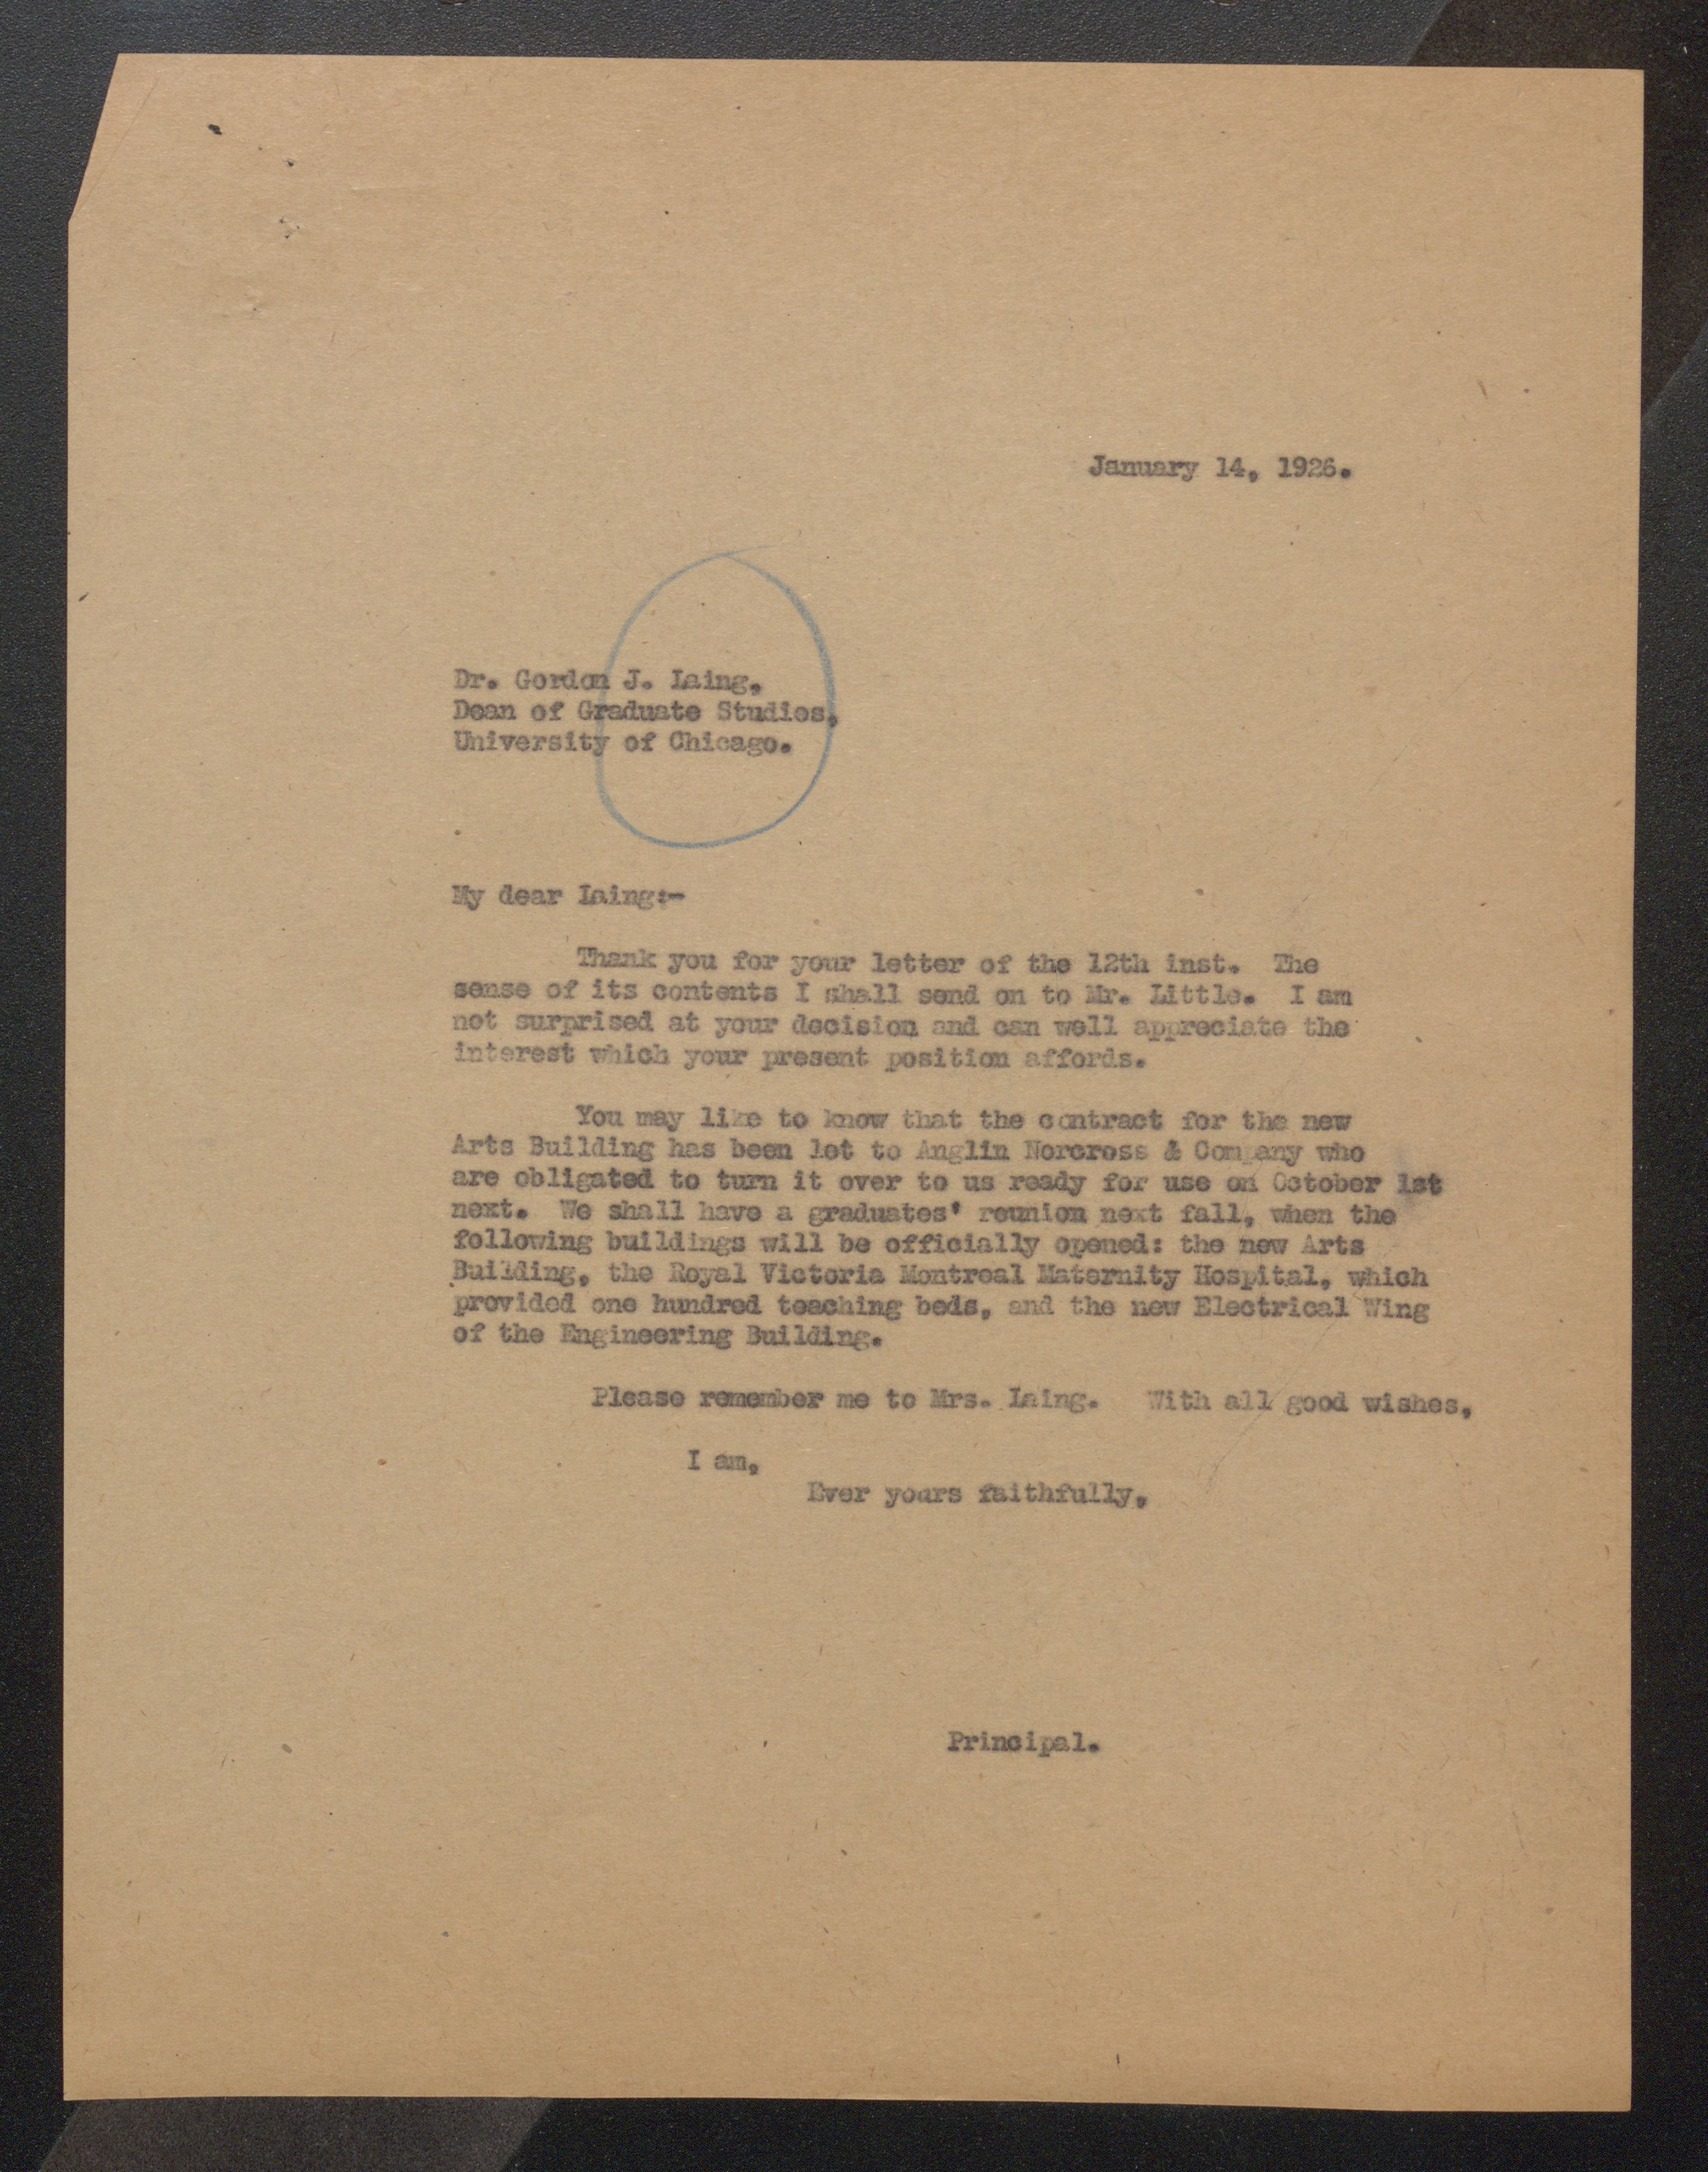 January 14, 1926.
Dr. Gordon J. Laing,
Dean of Graduate Studies,
University of Chicago.
My dear Laing:-
Thank you for your letter of the 12th inst. The
sense of its contents I shall send on to Mr. Little. I am
not surprised at your decision and can well appreciate the
interest which your present position affords.
You may like to know that the contract for the new
Arts Building has been let to Anglin Norcross & Company who
are obligated to turn it over to us ready for use on October 1st
next. We shall have a graduates' reunion next fall, when the
following buildings will be officially opened: the new Arts
Building, the Royal Victoria Montreal Maternity Hospital, which
provided one hundred teaching beds, and the new Electrical Wing
of the Engineering Building.
Please remember me to Mrs. Laing. With all good wishes,
I am,
Ever yours faithfully,
Principal.